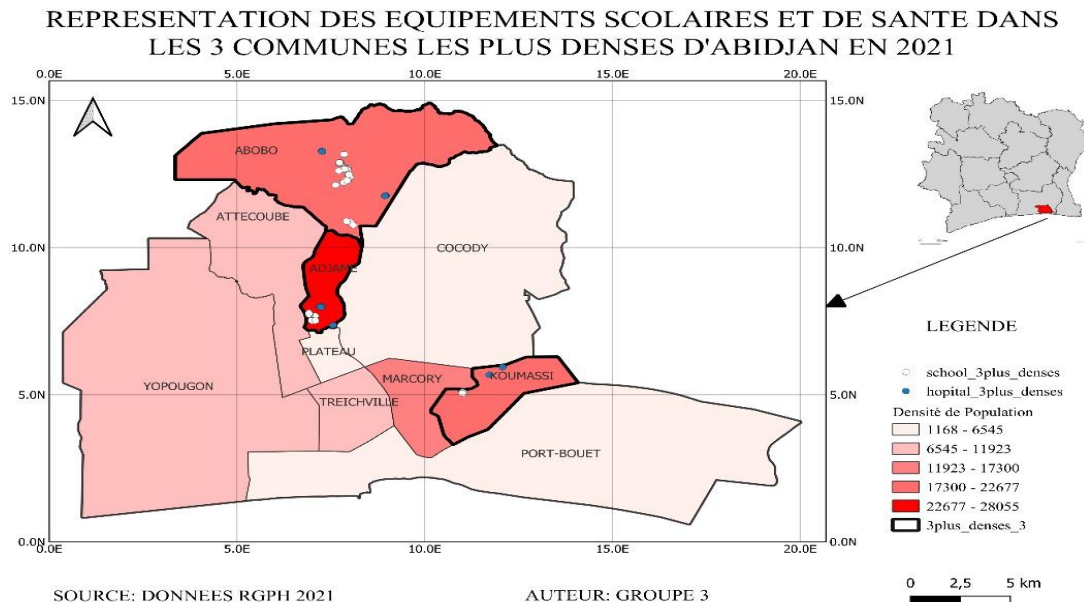 REPRESENTATION DES EQUIPEMENTS SCOLAIRES ET DE SANTE DANS
LES 3 COMMUNES LES PLUS DENSES D'ABIDJAN EN 2021
0.0E 5.0E 10.0E 15.0E 20.0E
15.0N 15.0N
ABOBO
ATTECOUBE
10.0N COCODY 10.0N
ADJAME
PLATEAU
YOPOUGON MARCORY KOUMASSI
5.0N 5.0N
TREICHVILLE
PORT-BOUET
0.0N 0.0N
0.0E 5.0E 10.0E 15.0E 20.0E
LEGENDE
school_3plus_denses
hopital_3plus_denses
Densité de Population
1168 - 6545
6545 - 11923
11923 - 17300
17300 - 22677
22677 - 28055
3plus_denses_3
0 2,5 5 km
SOURCE: DONNEES RGPH 2021 AUTEUR: GROUPE 3